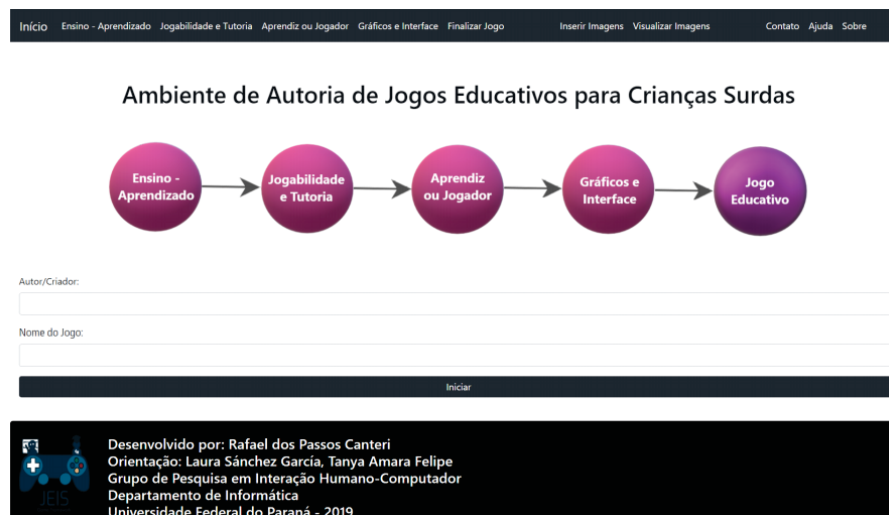 Início Ensino - Aprendizado Jogabilidade e Tutoria Aprendiz ou Jogador Gráficos e Interface Finalizar Jogo Inserir Imagens Visualizar Imagens Contato Ajuda Sobre
Ambiente de Autoria de Jogos Educativos para Crianças Surdas
Ensino -
Aprendizado
Jogabilidade
e Tutoria
Aprendiz
ou Jogador
Gráficos e
Interface
Jogo
Educativo
Autor/Criador:
Nome do Jogo:
Iniciar
JEIS
Desenvolvido por: Rafael dos Passos Canteri
Orientação: Laura Sánchez García, Tanya Amara Felipe
Grupo de Pesquisa em Interação Humano-Computador
Departamento de Informática
Universidade Federal do Paraná - 2019